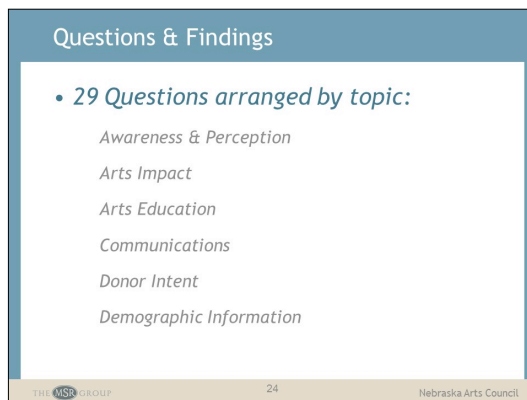 Questions & Findings
• 29 Questions arranged by topic:
Awareness & Perception
Arts Impact
Arts Education
Communications
Donor Intent
Demographic Information
THE MSR GROUP
24
Nebraska Arts Council